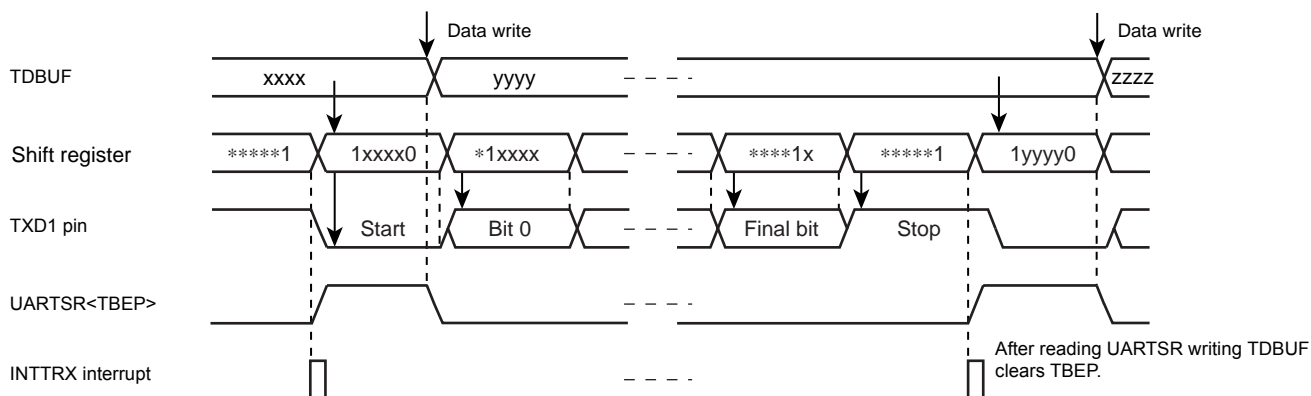 Data write
Data write
TDBUF
xxxx
yyyy
zzzz
Shift register
*****1
1xxxx0
*1xxxx
****1x
*****1
1yyyy0
TXD1 pin
Start
Bit 0
Final bit
Stop
UARTSR<TBEP>
INTTRX interrupt
After reading UARTSR writing TDBUF
clears TBEP.